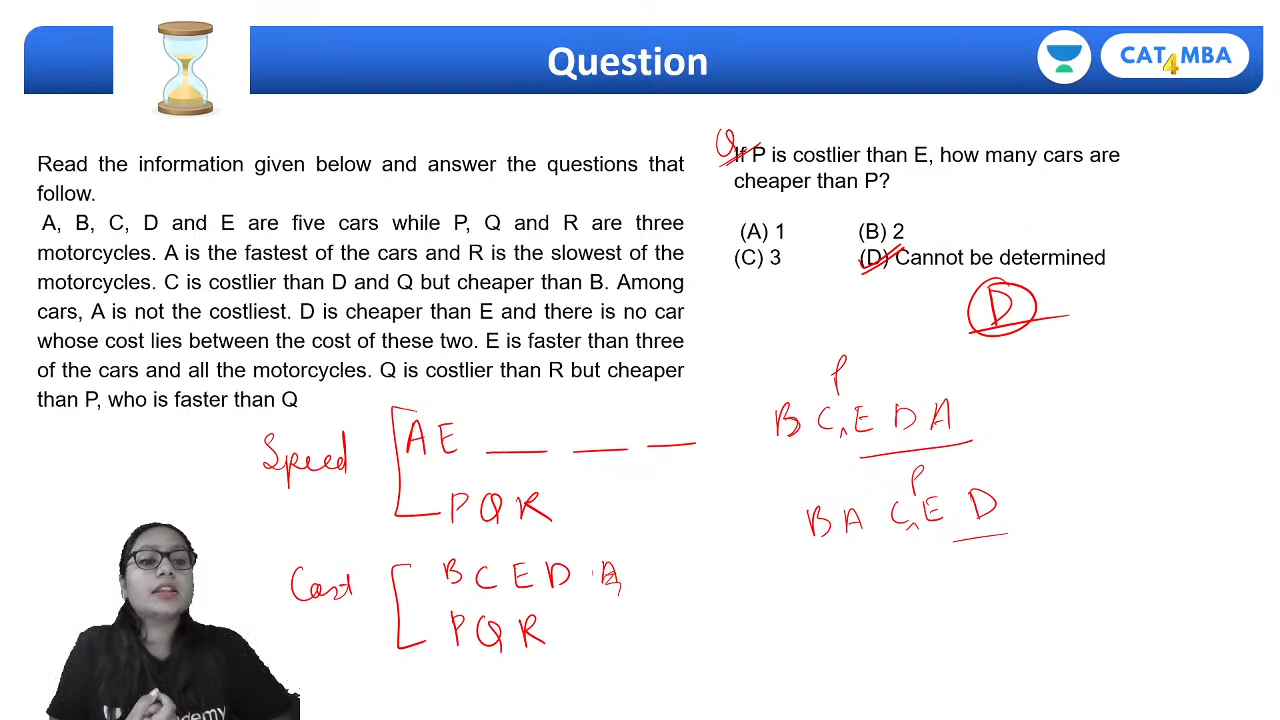 Question
CAT4MBA
Read the information given below and answer the questions that
follow.
A, B, C, D and E are five cars while P, Q and R are three
motorcycles. A is the fastest of the cars and R is the slowest of the
motorcycles. C is costlier than D and Q but cheaper than B. Among
cars, A is not the costliest. D is cheaper than E and there is no car
whose cost lies between the cost of these two. E is faster than three
of the cars and all the motorcycles. Q is costlier than R but cheaper
than P, who is faster than Q
Q
If P is costlier than E, how many cars are
cheaper than P?
(A) 1 (B) 2
(C) 3 (D) Cannot be determined
D
P
B C E D A
P
B A C E D
Speed
A E
P Q R
Cost
B C E D A
P Q R